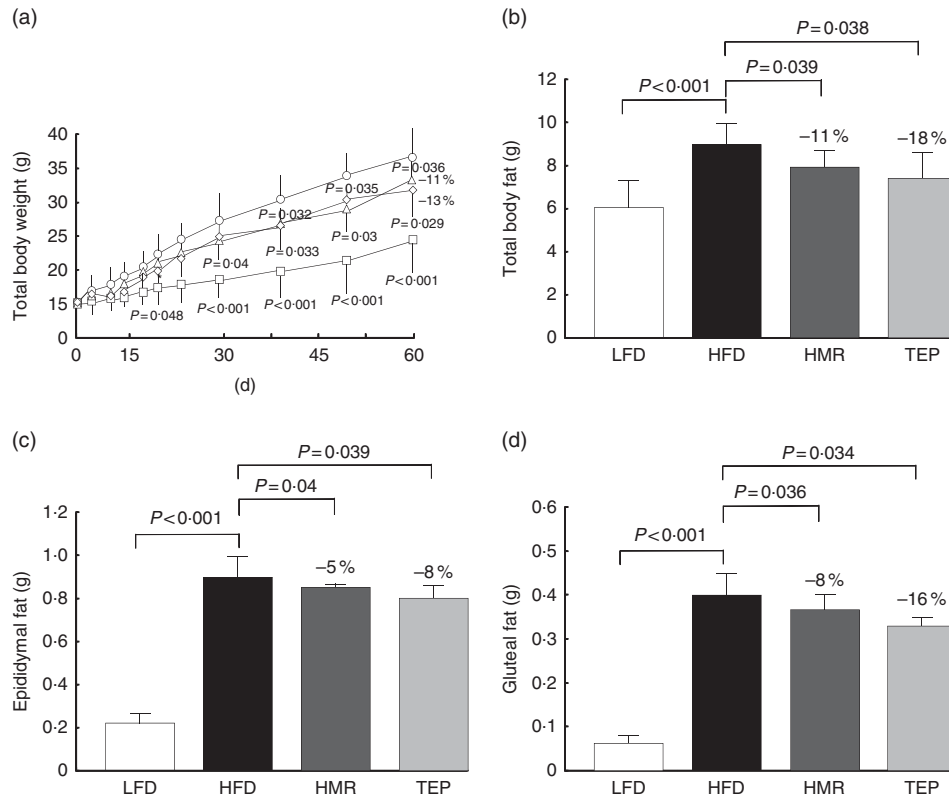 (a)
Total body weight (g)
40
35
30
25
20
15
10
5
0
P=0·036
–11 %
–13 %
P=0·035
P=0·032
P=0·029
P=0·03
P=0·033
P=0·04
P<0·001
P<0·001
P<0·001
P<0·001
P=0·048
0 15 30 45 60
(d)
(b)
P=0·038
P=0·039
P<0·001
Total body fat (g)
12
10
8
6
4
2
0
–11 %
–18 %
LFD HFD HMR TEP
(c)
P=0·039
P=0·04
P<0·001
Epididymal fat (g)
1·2
1·0
0·8
0·6
0·4
0·2
0
–5 %
–8 %
LFD HFD HMR TEP
(d)
P=0·034
P=0·036
P<0·001
Gluteal fat (g)
0·6
0·5
0·4
0·3
0·2
0·1
0
–8 %
–16 %
LFD HFD HMR TEP